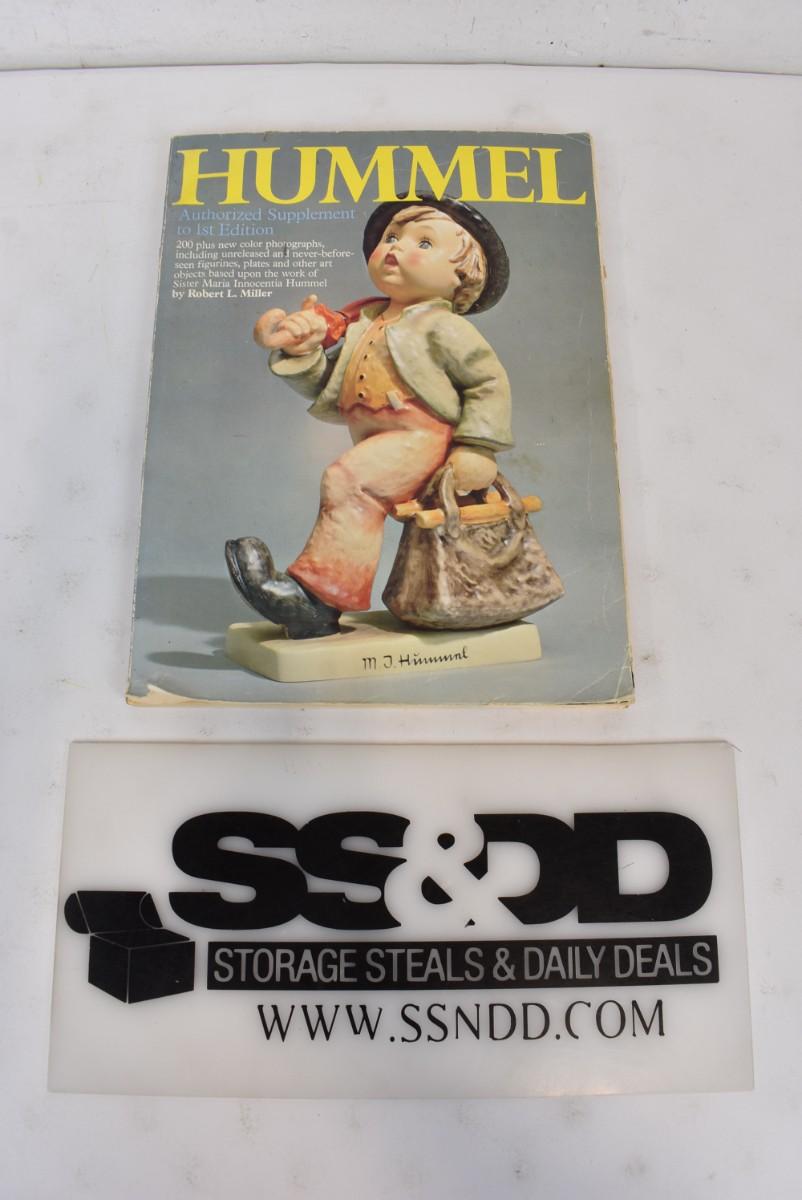 HUMMEL
Authorized Supplement
to 1st Edition
200 plus new color photographs,
including unreleased and never-before-
seen figurines, plates and other art
objects based upon the work of
Sister Maria Innocentia Hummel
by Robert L. Miller
M.J. Hümmel
SS&DD
STORAGE STEALS & DAILY DEALS
WWW.SSNDD.COM